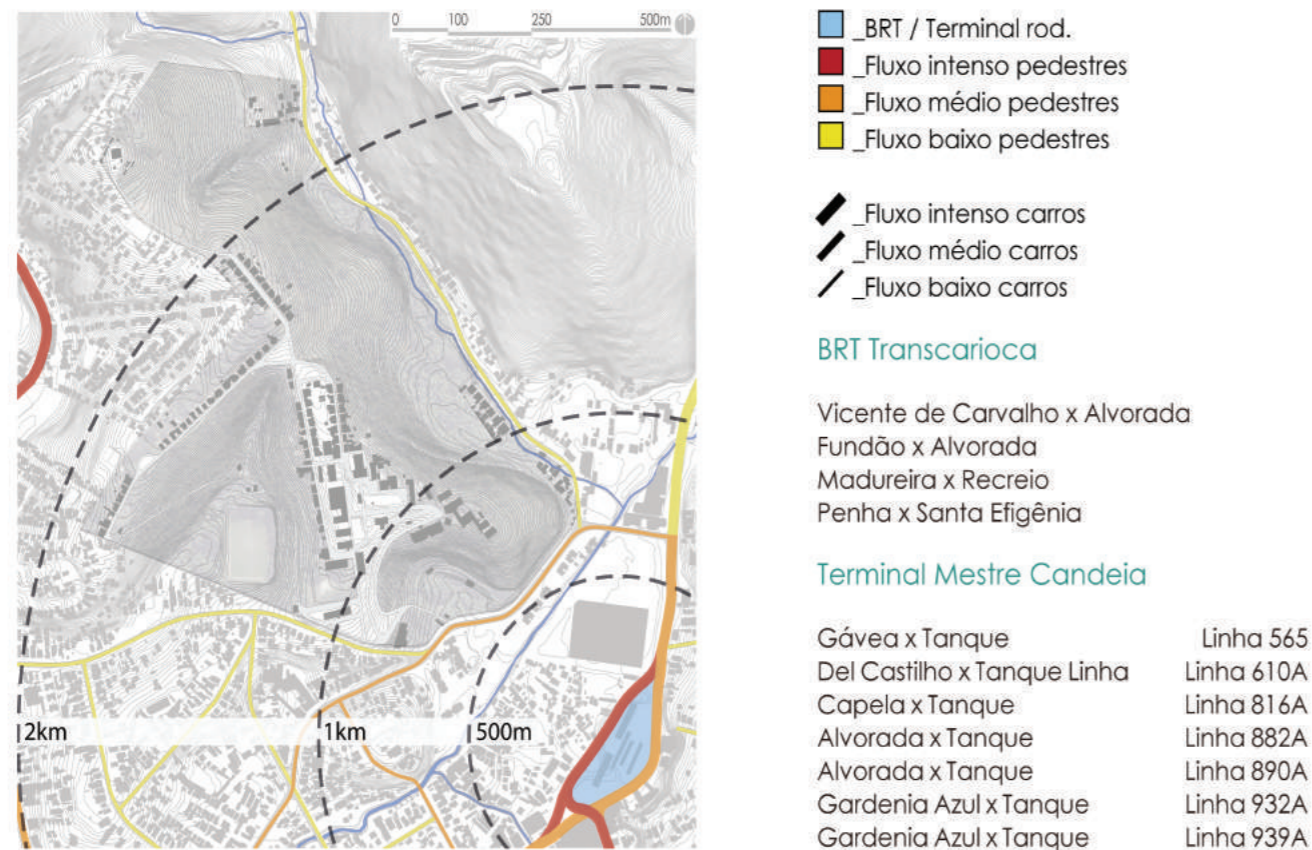 0 100 250 500m
2km
1km
500m
_BRT / Terminal rod.
_Fluxo intenso pedestres
_Fluxo médio pedestres
_Fluxo baixo pedestres
_Fluxo intenso carros
_Fluxo médio carros
_Fluxo baixo carros
BRT Transcarioca
Vicente de Carvalho x Alvorada
Fundão x Alvorada
Madureira x Recreio
Penha x Santa Efigênia
Terminal Mestre Candeia
Gávea x Tanque Linha 565
Del Castilho x Tanque Linha Linha 610A
Capela x Tanque Linha 816A
Alvorada x Tanque Linha 882A
Alvorada x Tanque Linha 890A
Gardenia Azul x Tanque Linha 932A
Gardenia Azul x Tanque Linha 939A